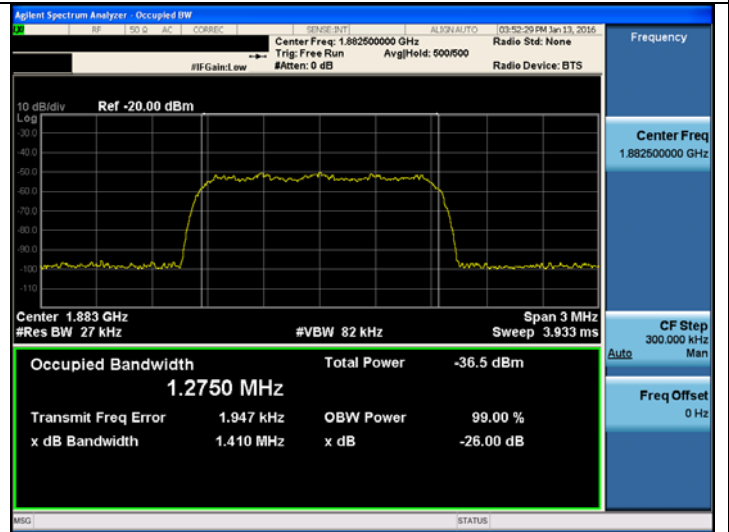 Agilent Spectrum Analyzer - Occupied BW
RF 50 Ω AC CORREC SENSE:INT ALIGNAUTO 03:52:29 PM Jan 13, 2016
Center Freq: 1.882500000 GHz Radio Std: None
Trig: Free Run Avg|Hold: 500/500
#IFGain:Low #Atten: 0 dB Radio Device: BTS
10 dB/div Ref -20.00 dBm
Log
-30.0
-40.0
-50.0
-60.0
-70.0
-80.0
-90.0
-100
-110
Center 1.883 GHz Span 3 MHz
#Res BW 27 kHz #VBW 82 kHz Sweep 3.933 ms
Occupied Bandwidth Total Power -36.5 dBm
1.2750 MHz
Transmit Freq Error 1.947 kHz OBW Power 99.00 %
x dB Bandwidth 1.410 MHz x dB -26.00 dB
MSG STATUS
Frequency
Center Freq
1.882500000 GHz
CF Step
300.000 kHz
Auto Man
Freq Offset
0 Hz